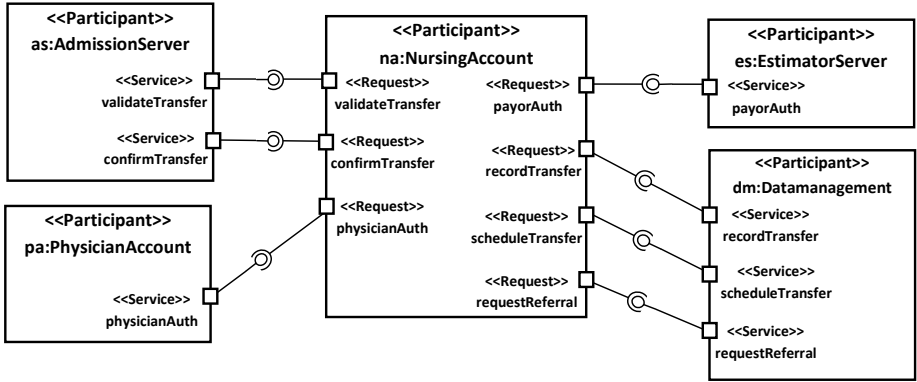 <<Participant>>
as:AdmissionServer
<<Service>>
validateTransfer
<<Service>>
confirmTransfer
<<Participant>>
pa:PhysicianAccount
<<Service>>
physicianAuth
<<Participant>>
na:NursingAccount
<<Request>>
validateTransfer
<<Request>>
confirmTransfer
<<Request>>
physicianAuth
<<Request>>
payorAuth
<<Request>>
recordTransfer
<<Request>>
scheduleTransfer
<<Request>>
requestReferral
<<Participant>>
es:EstimatorServer
<<Service>>
payorAuth
<<Participant>>
dm:Datamanagement
<<Service>>
recordTransfer
<<Service>>
scheduleTransfer
<<Service>>
requestReferral